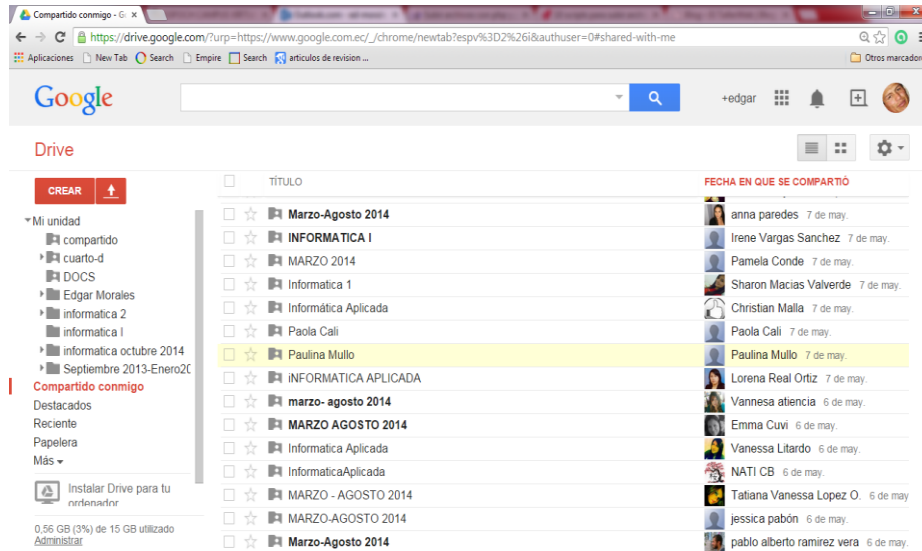 Compartido conmigo - G
https://drive.google.com/?urp=https://www.google.com.ec/_/chrome/newtab?espv%3D2%26i&authuser=0#shared-with-me
Aplicaciones New Tab Search Empire Search articulos de revision ... Otros marcador
Google +edgar
Drive
CREAR
TÍTULO FECHA EN QUE SE COMPARTIÓ
Mi unidad
compartido
cuarto-d
DOCS
Edgar Morales
informatica 2
informatica I
informatica octubre 2014
Septiembre 2013-Enero20
Compartido conmigo
Destacados
Reciente
Papelera
Más
Instalar Drive para tu
ordenador
0,56 GB (3%) de 15 GB utilizado
Administrar
Marzo-Agosto 2014 anna paredes 7 de may.
INFORMATICA I Irene Vargas Sanchez 7 de may.
MARZO 2014 Pamela Conde 7 de may.
Informatica 1 Sharon Macias Valverde 7 de may.
Informática Aplicada Christian Malla 7 de may.
Paola Cali Paola Cali 7 de may.
Paulina Mullo Paulina Mullo 7 de may.
iNFORMATICA APLICADA Lorena Real Ortiz 7 de may.
marzo- agosto 2014 Vannesa atiencia 6 de may.
MARZO AGOSTO 2014 Emma Cuvi 6 de may.
Informatica Aplicada Vanessa Litardo 6 de may.
InformaticaAplicada NATI CB 6 de may.
MARZO - AGOSTO 2014 Tatiana Vanessa Lopez O. 6 de may
MARZO-AGOSTO 2014 jessica pabón 6 de may.
Marzo-Agosto 2014 pablo alberto ramirez vera 6 de may.